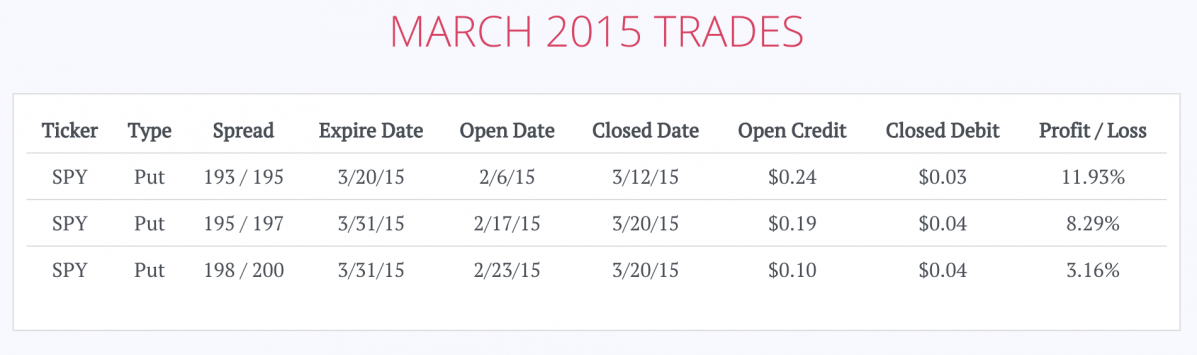 MARCH 2015 TRADES
Ticker Type Spread Expire Date Open Date Closed Date Open Credit Closed Debit Profit / Loss
SPY Put 193 / 195 3/20/15 2/6/15 3/12/15 $0.24 $0.03 11.93%
SPY Put 195 / 197 3/31/15 2/17/15 3/20/15 $0.19 $0.04 8.29%
SPY Put 198 / 200 3/31/15 2/23/15 3/20/15 $0.10 $0.04 3.16%